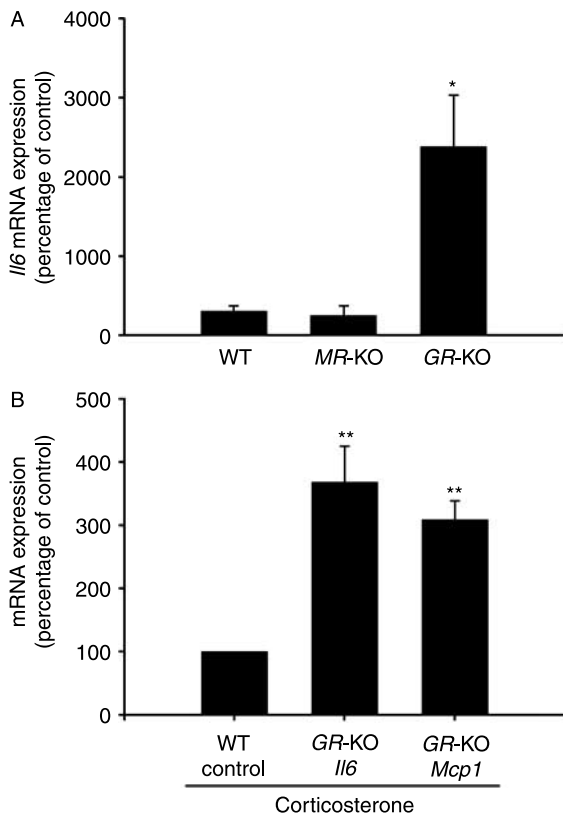 A
Il6 mRNA expression
(percentage of control)
4000
3000
2000
1000
0
*
WT
MR-KO
GR-KO
B
mRNA expression
(percentage of control)
500
400
300
200
100
0
**
**
WT
control
GR-KO
Il6
GR-KO
Mcp1
Corticosterone